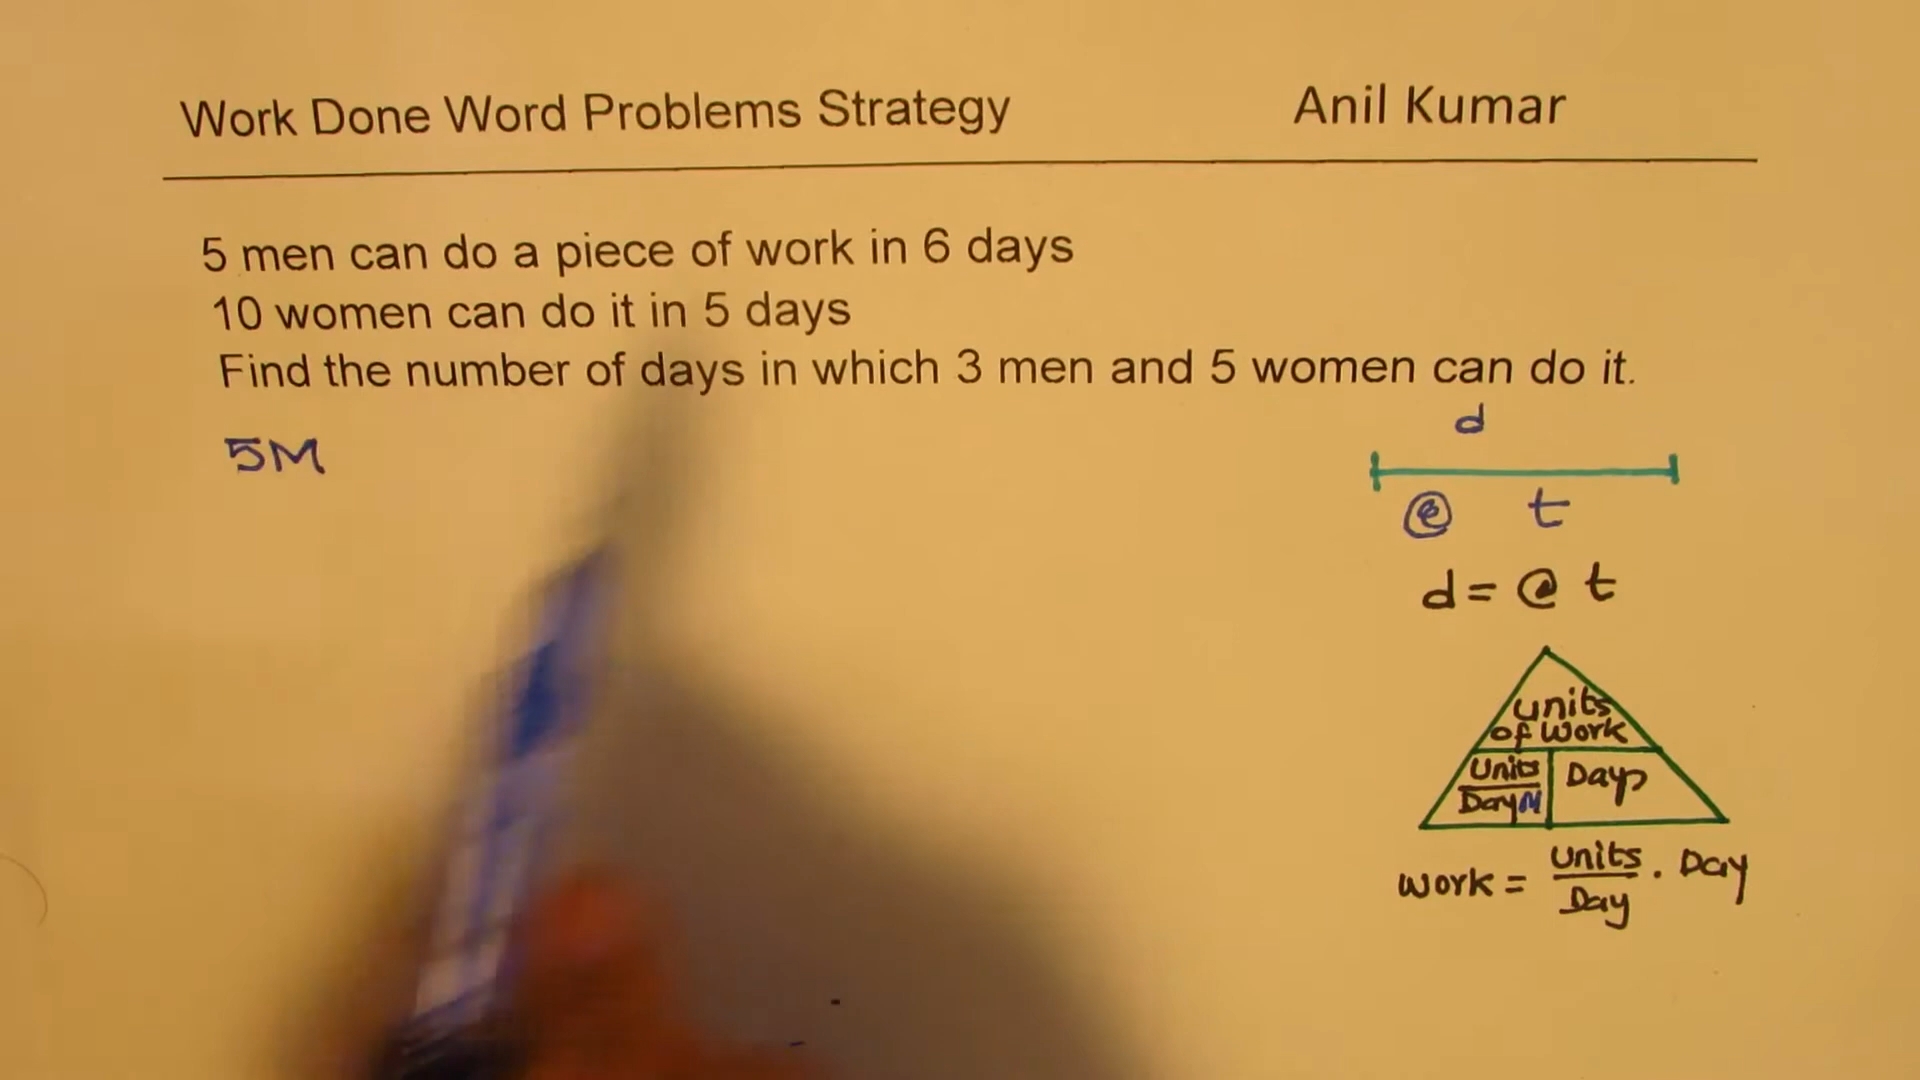 Work Done Word Problems Strategy Anil Kumar
5 men can do a piece of work in 6 days
10 women can do it in 5 days
Find the number of days in which 3 men and 5 women can do it.
5M
d
@ t
d = @ t
units
of work
Units Days
DayM
work = Units/Day . Day